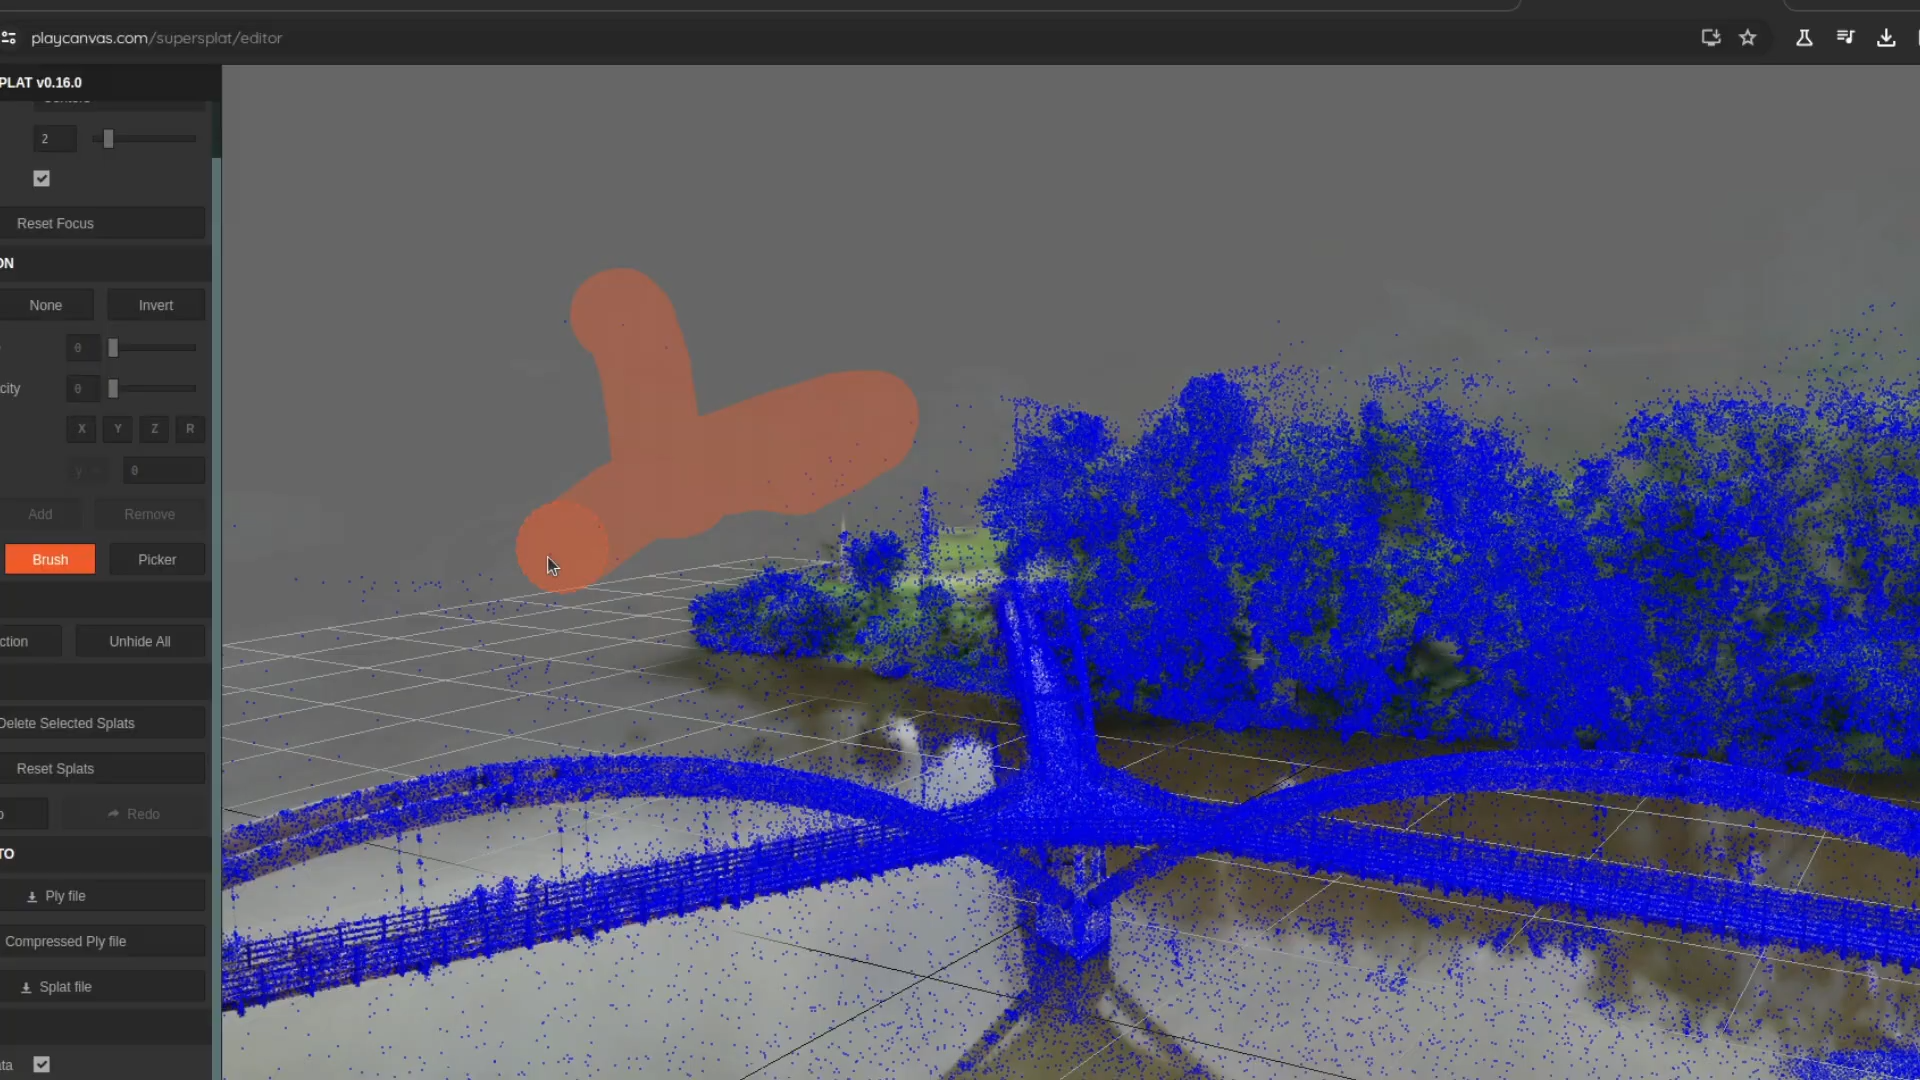 playcanvas.com/supersplat/editor
PLAT v0.16.0
2
Reset Focus
ON
None Invert
0
city 0
X Y Z R
y 0
Add Remove
Brush Picker
ction Unhide All
Delete Selected Splats
Reset Splats
o Redo
TO
Ply file
Compressed Ply file
Splat file
ta